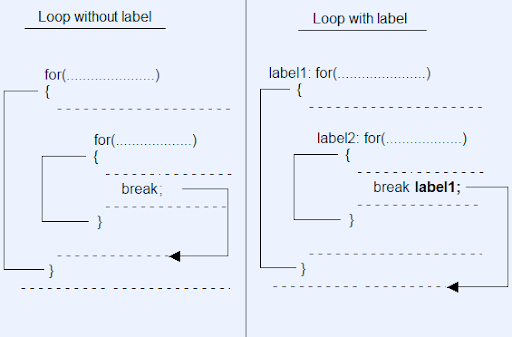 Loop without label
for(......................)
{
for(...................)
{
break;
}
}
Loop with label
label1: for(......................)
{
label2: for(...................)
{
break label1;
}
}